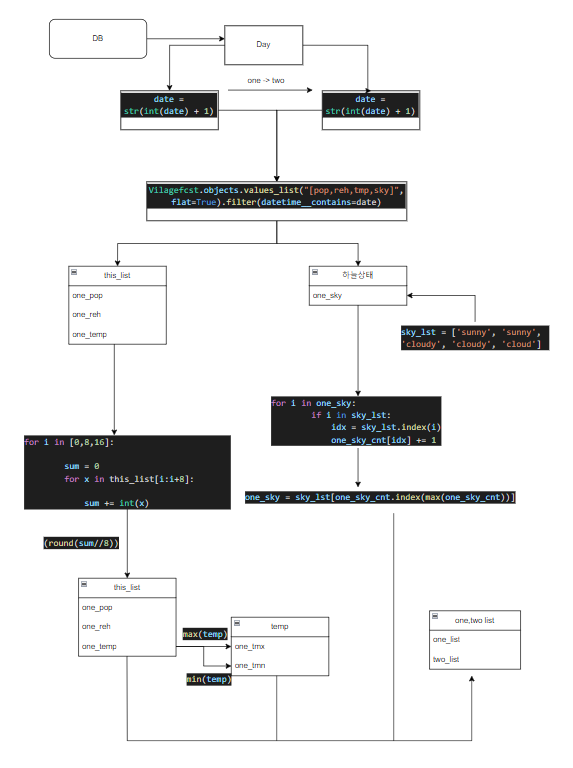 DB
Day
one -> two
date =
str(int(date) + 1)
date =
str(int(date) + 1)
Vilagefcst.objects.values_list("[pop,reh,tmp,sky]",
flat=True).filter(datetime__contains=date)
this_list
one_pop
one_reh
one_temp
하늘상태
one_sky
sky_lst = ['sunny', 'sunny',
'cloudy', 'cloudy', 'cloud']
for i in one_sky:
if i in sky_lst:
idx = sky_lst.index(i)
one_sky_cnt[idx] += 1
for i in [0,8,16]:
sum = 0
for x in this_list[i:i+8]:
sum += int(x)
one_sky = sky_lst[one_sky_cnt.index(max(one_sky_cnt))]
(round(sum//8))
this_list
one_pop
one_reh
one_temp
max(temp)
min(temp)
temp
one_tmx
one_tmn
one,two list
one_list
two_list